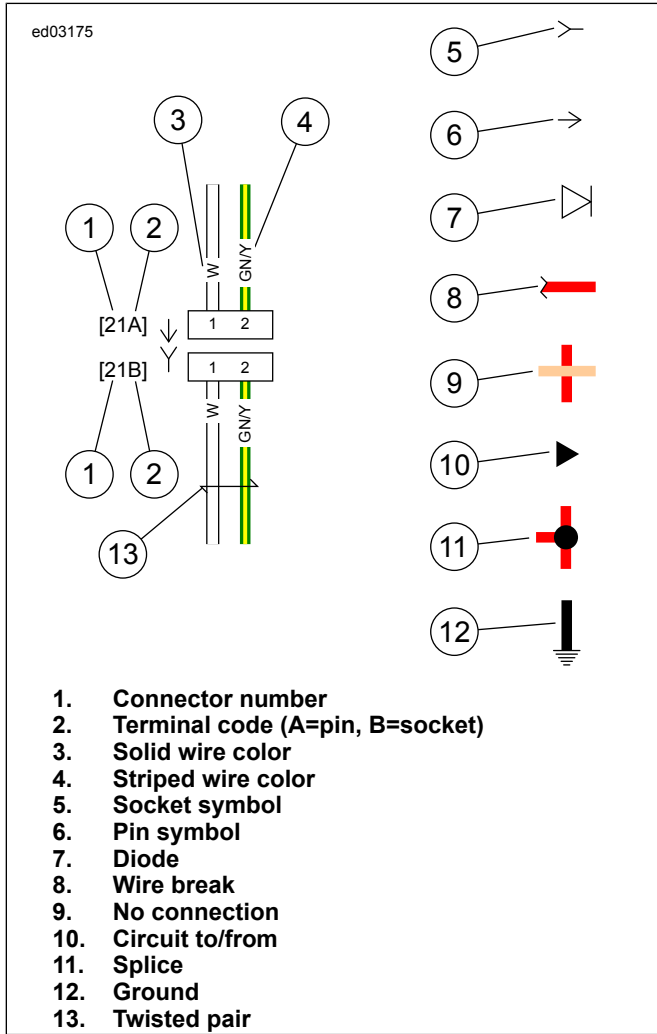 ed03175
3
4
5
6
7
8
9
10
11
12
1
2
W
GN/Y
[21A]
1 2
[21B]
1 2
W
GN/Y
1
2
13
1. Connector number
2. Terminal code (A=pin, B=socket)
3. Solid wire color
4. Striped wire color
5. Socket symbol
6. Pin symbol
7. Diode
8. Wire break
9. No connection
10. Circuit to/from
11. Splice
12. Ground
13. Twisted pair